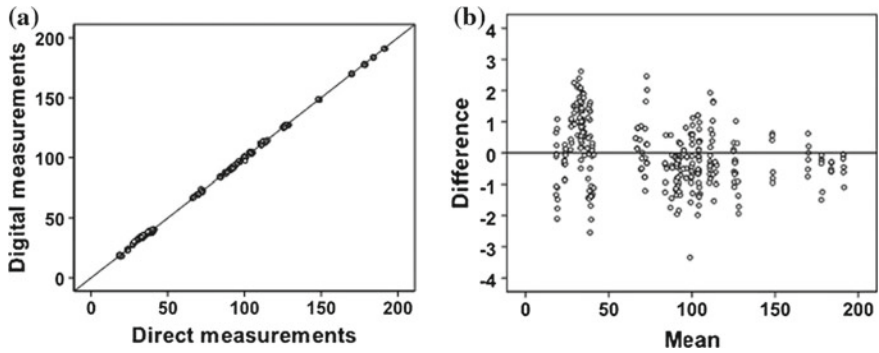 (a)
Digital measurements
200
150
100
50
0
0 50 100 150 200
Direct measurements
(b)
Difference
4
3
2
1
0
-1
-2
-3
-4
0 50 100 150 200
Mean